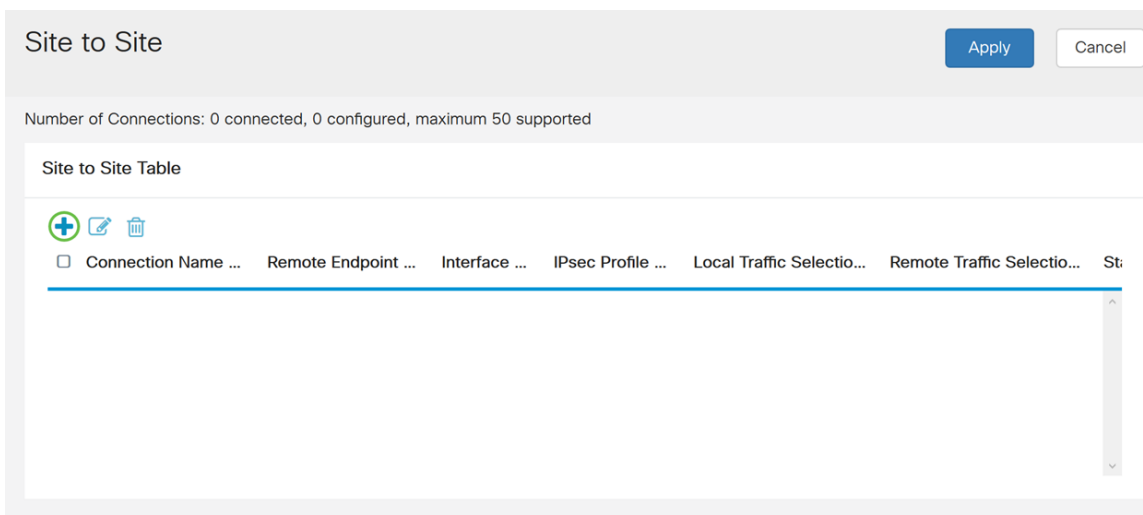 Site to Site
Apply
Cancel
Number of Connections: 0 connected, 0 configured, maximum 50 supported
Site to Site Table
Connection Name ... Remote Endpoint ... Interface ... IPsec Profile ... Local Traffic Selectio... Remote Traffic Selectio... Sta